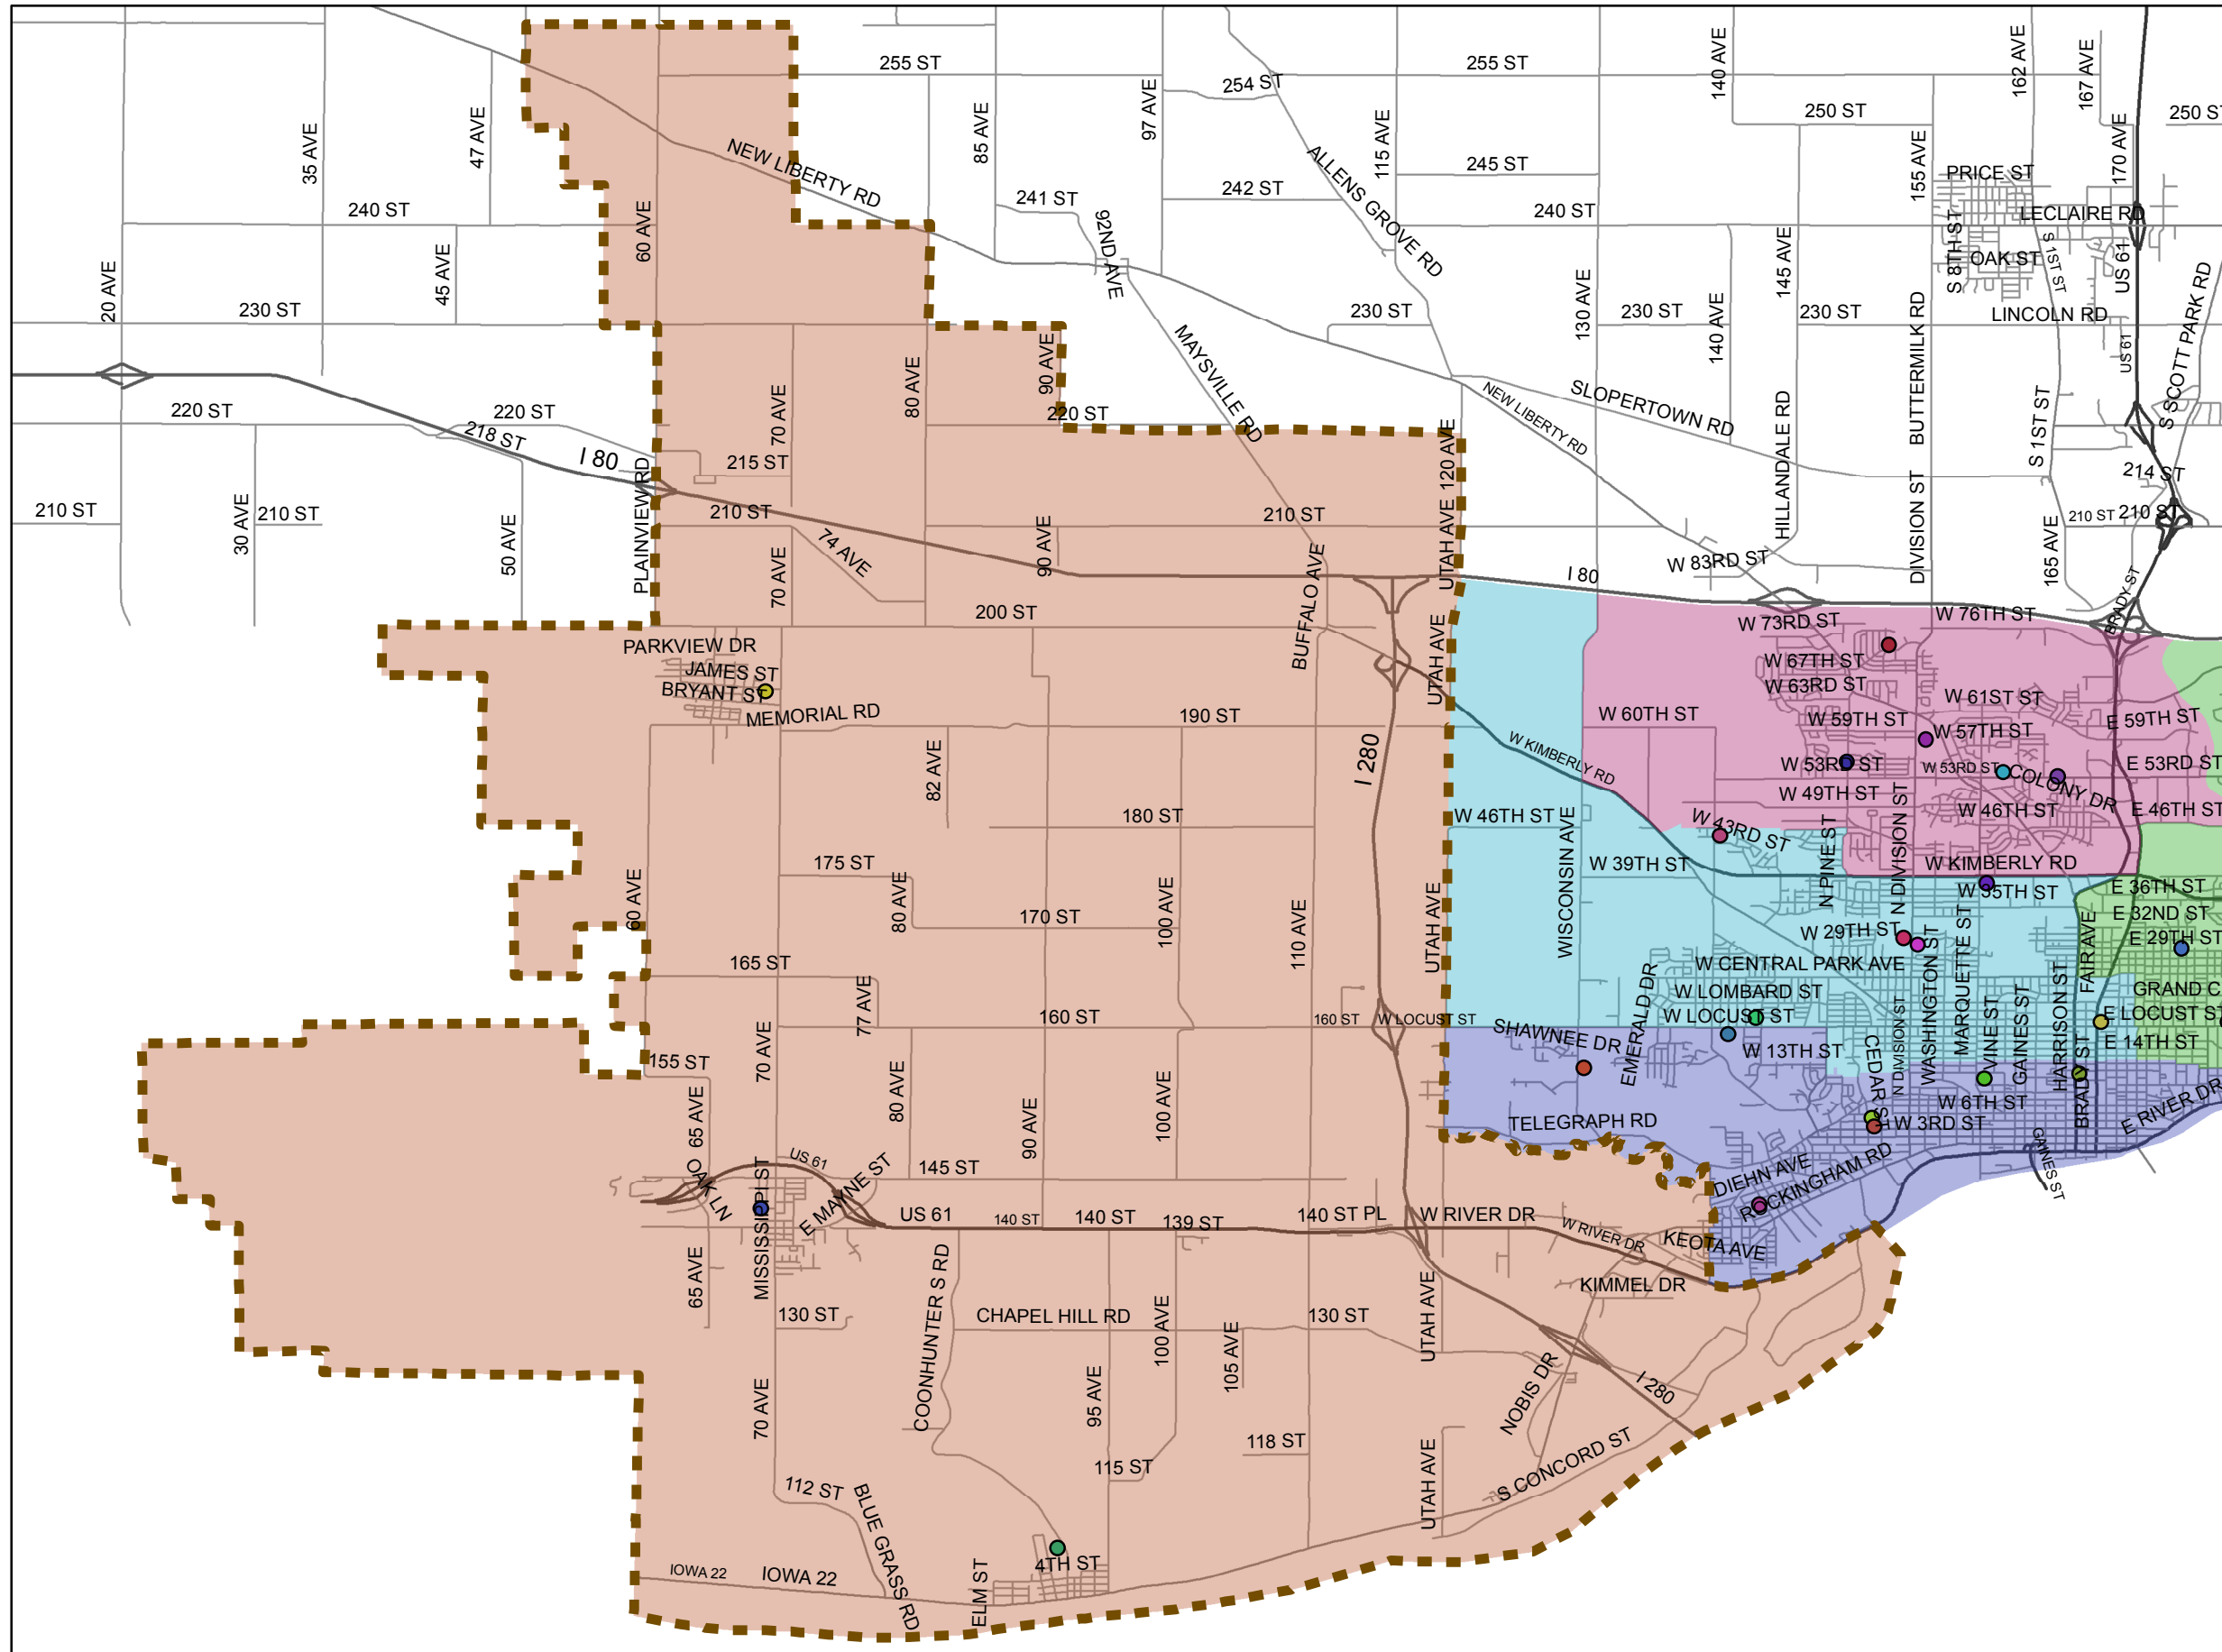 255 ST
255 ST
254 ST
140 AVE
162 AVE
167 AVE
250 ST
250 S
97 AVE
85 AVE
47 AVE
35 AVE
115 AVE
155 AVE
170 AVE
NEW LIBERTY RD
ALLENS GROVE RD
245 ST
PRICE ST
241 ST
242 ST
240 ST
240 ST
LECLAIRE RD
60 AVE
92ND AVE
S 8TH ST
S 1ST ST
OAK ST
US 61
145 AVE
20 AVE
45 AVE
130 AVE
230 ST
230 ST
230 ST
140 AVE
230 ST
LINCOLN RD
BUTTERMILK RD
S SCOTT PARK RD
US 61
MAYSVILLE RD
90 AVE
80 AVE
70 AVE
220 ST
220 ST
220 ST
NEW LIBERTY RD
SLOPERTOWN RD
218 ST
I 80
215 ST
120 AVE
HILLANDALE RD
S 1ST ST
214 ST
PLAINVIEW RD
210 ST
30 AVE
210 ST
50 AVE
210 ST
74 AVE
90 AVE
210 ST
UTAH AVE
DIVISION ST
165 AVE
210 ST
210 ST
70 AVE
BUFFALO AVE
I 80
W 83RD ST
BRADY ST
200 ST
W 73RD ST
W 76TH ST
PARKVIEW DR
JAMES ST
BRYANT ST
MEMORIAL RD
UTAH AVE
W 67TH ST
W 63RD ST
W 61ST ST
190 ST
W 60TH ST
W 59TH ST
W 57TH ST
E 59TH ST
82 AVE
I 280
W KIMBERLY RD
W 53RD ST
W 53RD ST
COLONY DR
E 53RD ST
W 49TH ST
W 46TH ST
E 46TH ST
180 ST
W 46TH ST
W 43RD ST
N PINE ST
N DIVISION ST
WISCONSIN AVE
175 ST
W 39TH ST
W KIMBERLY RD
60 AVE
80 AVE
170 ST
100 AVE
110 AVE
UTAH AVE
W 35TH ST
E 36TH ST
E 32ND ST
FAIR AVE
W 29TH ST
E 29TH ST
WASHINGTON ST
MARQUETTE ST
165 ST
W CENTRAL PARK AVE
EMERALD DR
W LOMBARD ST
GRAND C
77 AVE
160 ST
160 ST
W LOCUST ST
W LOCUST ST
E LOCUST ST
VINE ST
GAINES ST
HARRISON ST
SHAWNEE DR
W 13TH ST
E 14TH ST
70 AVE
155 ST
CEDAR ST
N DIVISION ST
BRADY ST
65 AVE
80 AVE
90 AVE
100 AVE
TELEGRAPH RD
W 6TH ST
W 3RD ST
E RIVER DR
GAINES ST
OAK LN
US 61
MISSISSIPPI ST
E MAYNE ST
145 ST
DIEHN AVE
ROCKINGHAM RD
US 61
140 ST
140 ST
139 ST
140 ST PL
W RIVER DR
W RIVER DR
KEOTA AVE
65 AVE
KIMMEL DR
130 ST
COONHUNTER S RD
CHAPEL HILL RD
100 AVE
105 AVE
130 ST
UTAH AVE
NOBIS DR
I 280
70 AVE
95 AVE
118 ST
115 ST
UTAH AVE
S CONCORD ST
112 ST
BLUE GRASS RD
4TH ST
IOWA 22
IOWA 22
ELM ST